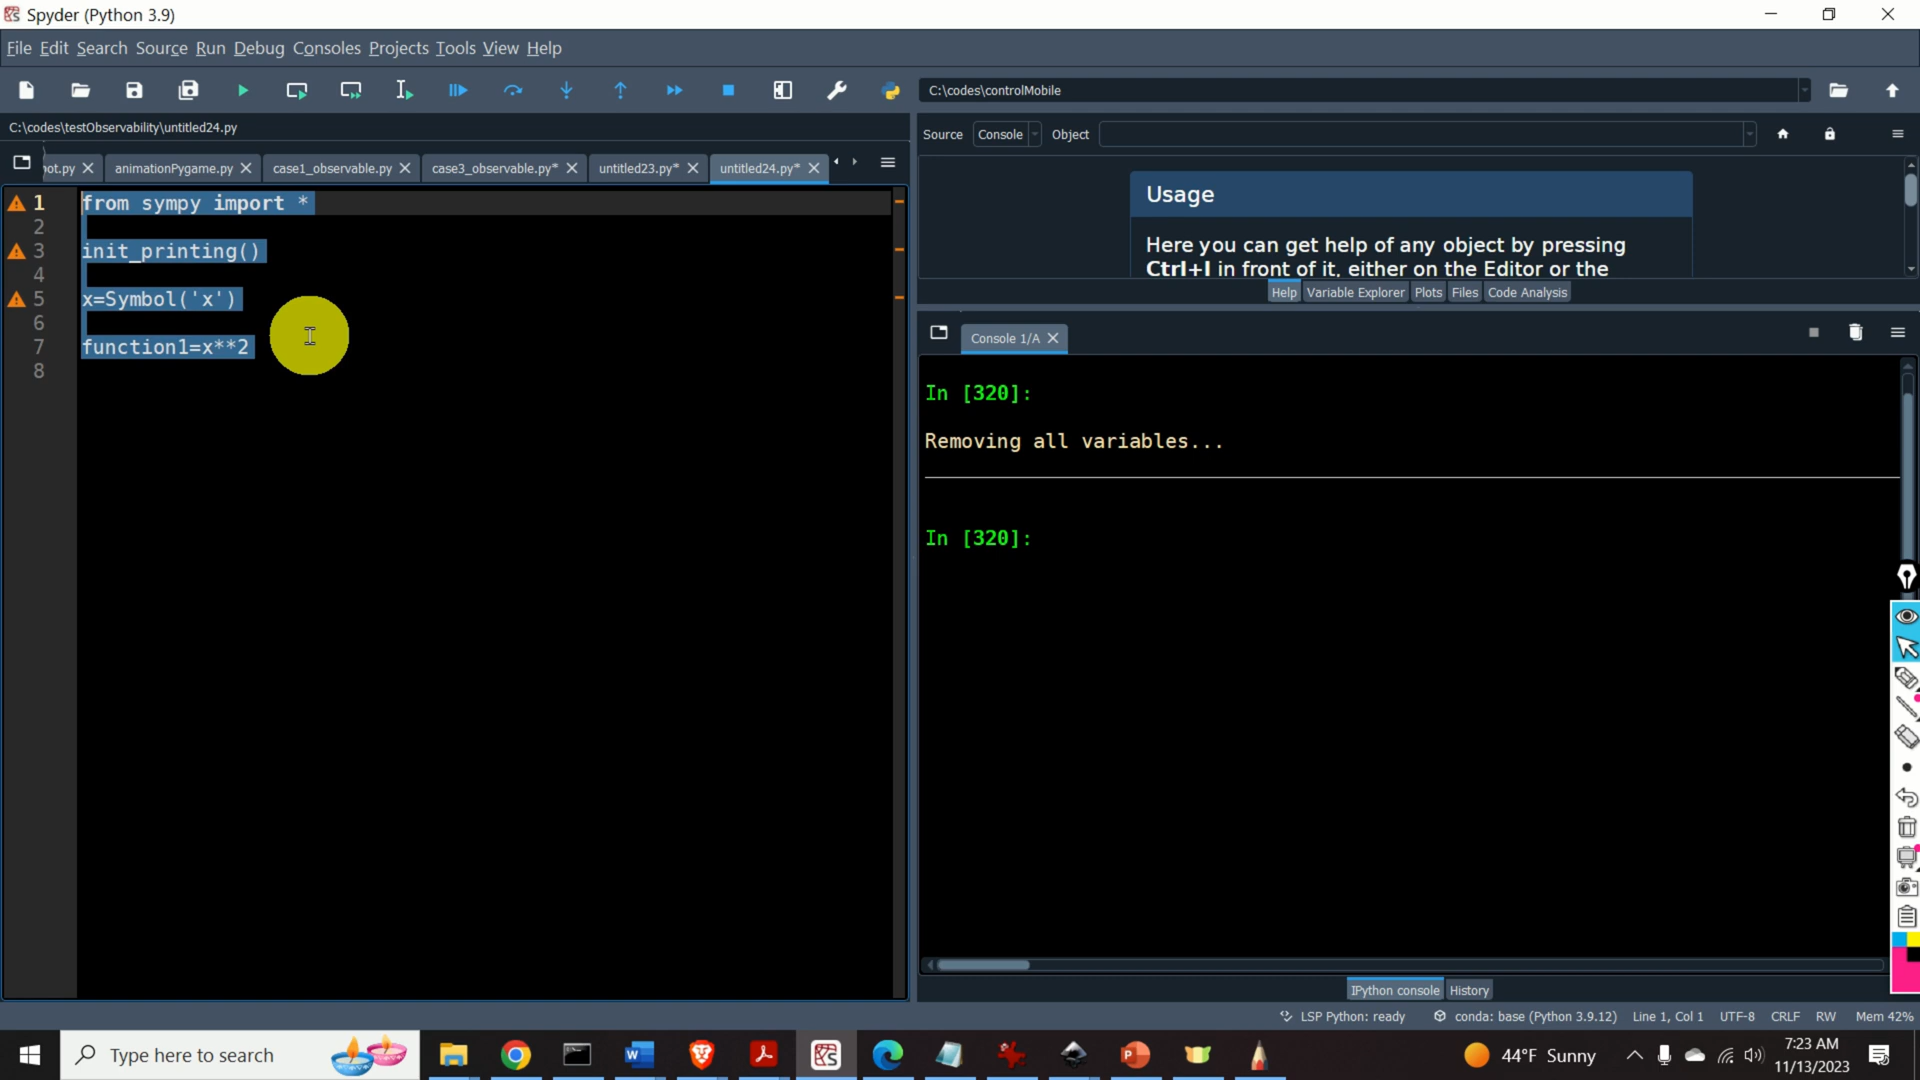 Spyder (Python 3.9)
File Edit Search Source Run Debug Consoles Projects Tools View Help
C:\codes\controlMobile
C:\codes\testObservability\untitled24.py
Source Console Object
ot.py animationPygame.py case1_observable.py case3_observable.py* untitled23.py* untitled24.py*
1 from sympy import *
2
3 init_printing()
4
5 x=Symbol('x')
6
7 function1=x**2
8
Usage
Here you can get help of any object by pressing
Ctrl+I in front of it, either on the Editor or the
Help Variable Explorer Plots Files Code Analysis
Console 1/A
In [320]:
Removing all variables...
In [320]:
IPython console History
LSP Python: ready conda: base (Python 3.9.12) Line 1, Col 1 UTF-8 CRLF RW Mem 42%
Type here to search
44°F Sunny
7:23 AM
11/13/2023